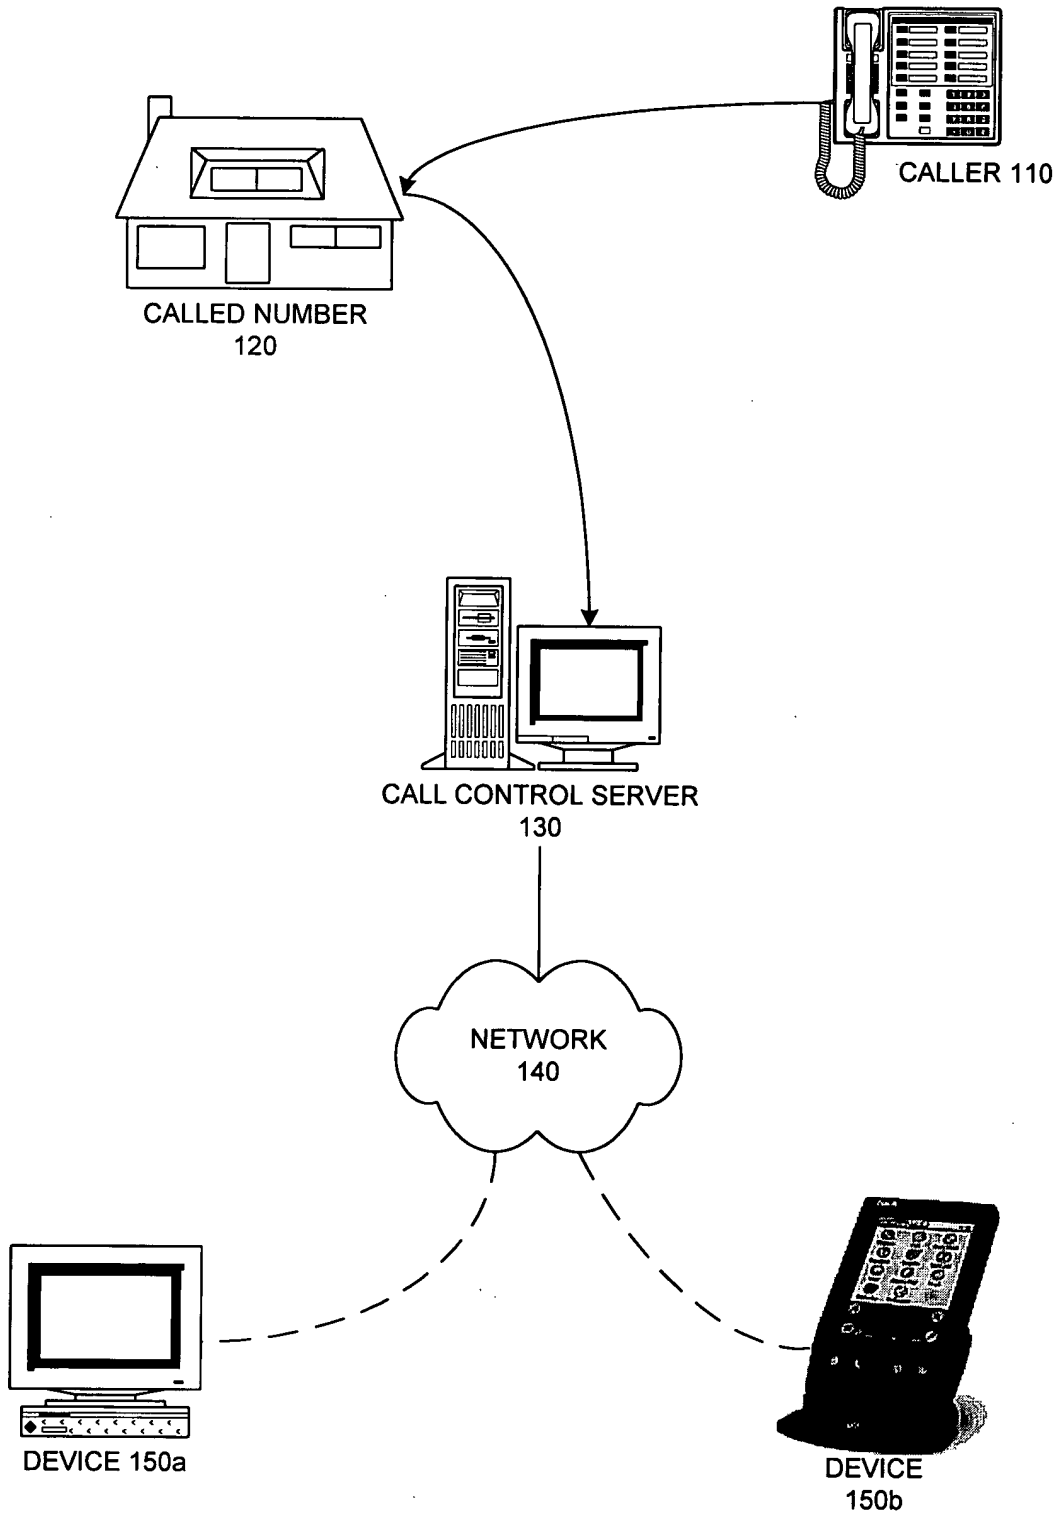 CALLER 110
CALLED NUMBER
120
CALL CONTROL SERVER
130
NETWORK
140
DEVICE 150a
DEVICE
150b